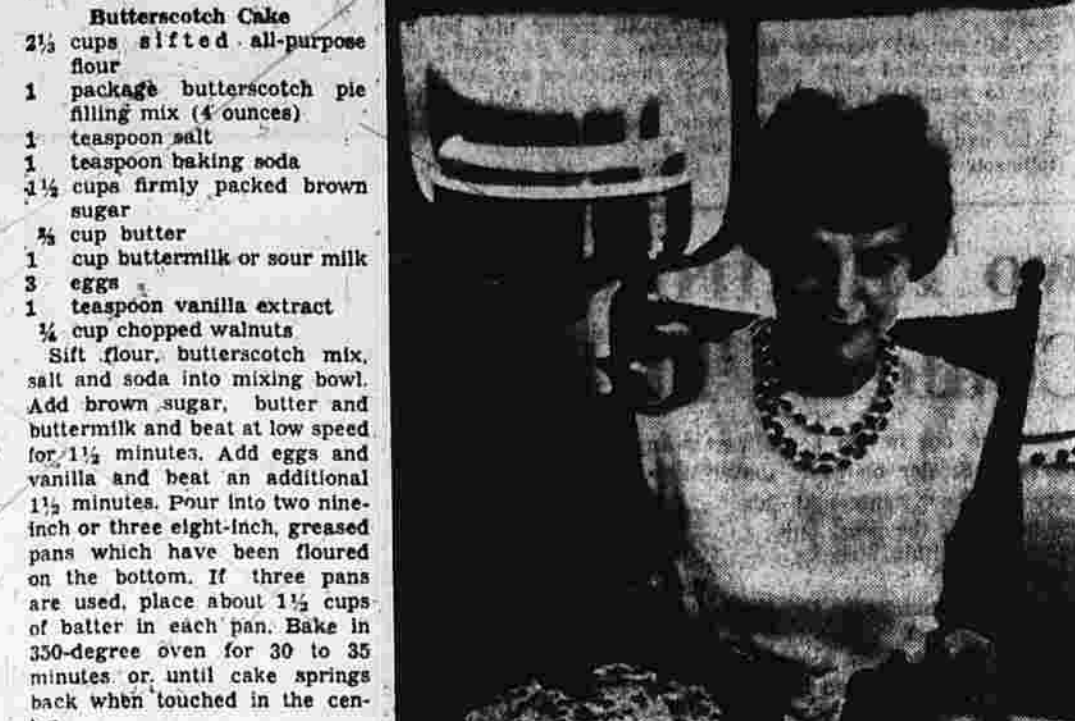 Butterscotch Cake
2⅓ cups sifted all-purpose
flour
1 package butterscotch pie
filling mix (4 ounces)
1 teaspoon salt
1 teaspoon baking soda
1½ cups firmly packed brown
sugar
⅔ cup butter
1 cup buttermilk or sour milk
3 eggs
1 teaspoon vanilla extract
cup chopped walnuts
Sift flour, butterscotch mix,
salt and soda into mixing bowl.
Add brown sugar, butter and
buttermilk and beat at low speed
for 1½ minutes. Add eggs and
vanilla and beat an additional
1½ minutes. Pour into two nine-
inch or three eight-inch, greased
pans which have been floured
on the bottom. If three pans
are used, place about 1½ cups
of batter in each pan. Bake in
350-degree oven for 30 to 35
minutes or until cake springs
back when touched in the cen-